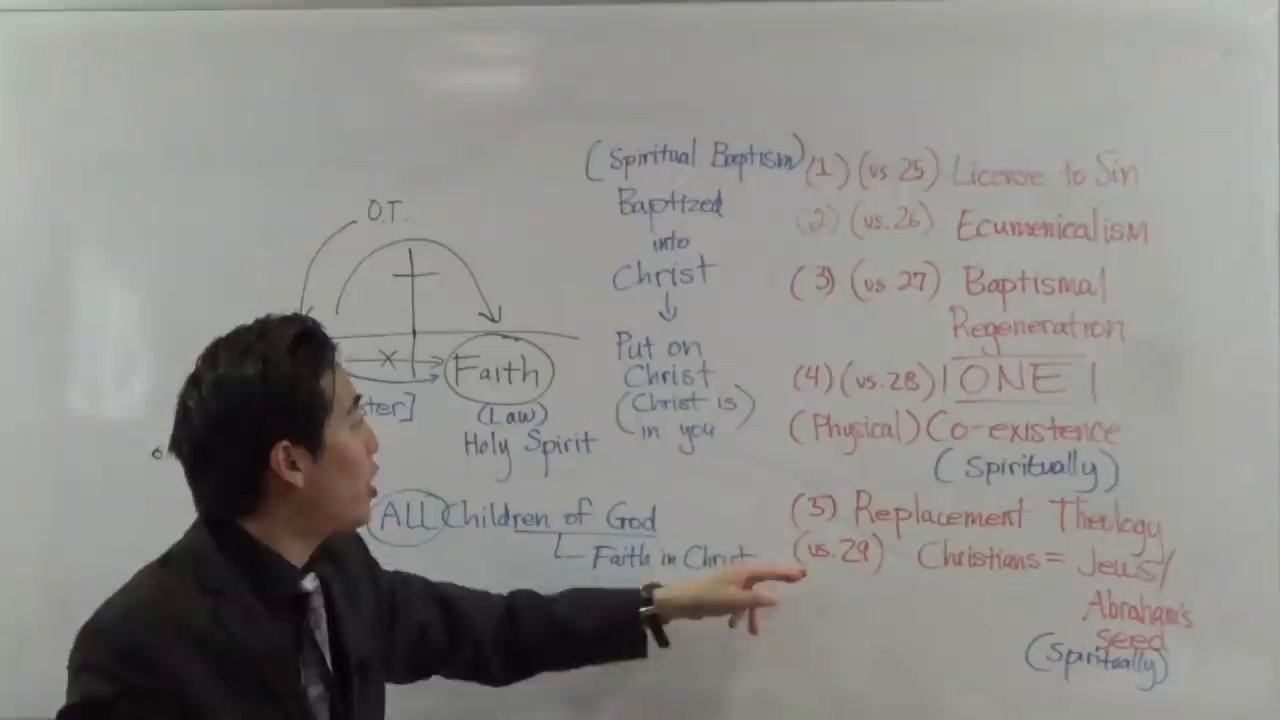 O.T.
X
Faith
ster]
(Law)
Holy Spirit
ALL Children of God
Faith in Christ
(Spiritual Baptism)
Baptized
into
Christ
Put on
Christ
(Christ is
in you)
(1) (vs 25) License to Sin
(2) (vs. 26) Ecumenicalism
(3) (vs. 27) Baptismal
Regeneration
(4) (vs. 28) | ONE |
(Physical) Co-existence
(Spiritually)
(5) Replacement Theology
(vs. 29) Christians = Jews/
Abraham's
seed
(Spiritually)